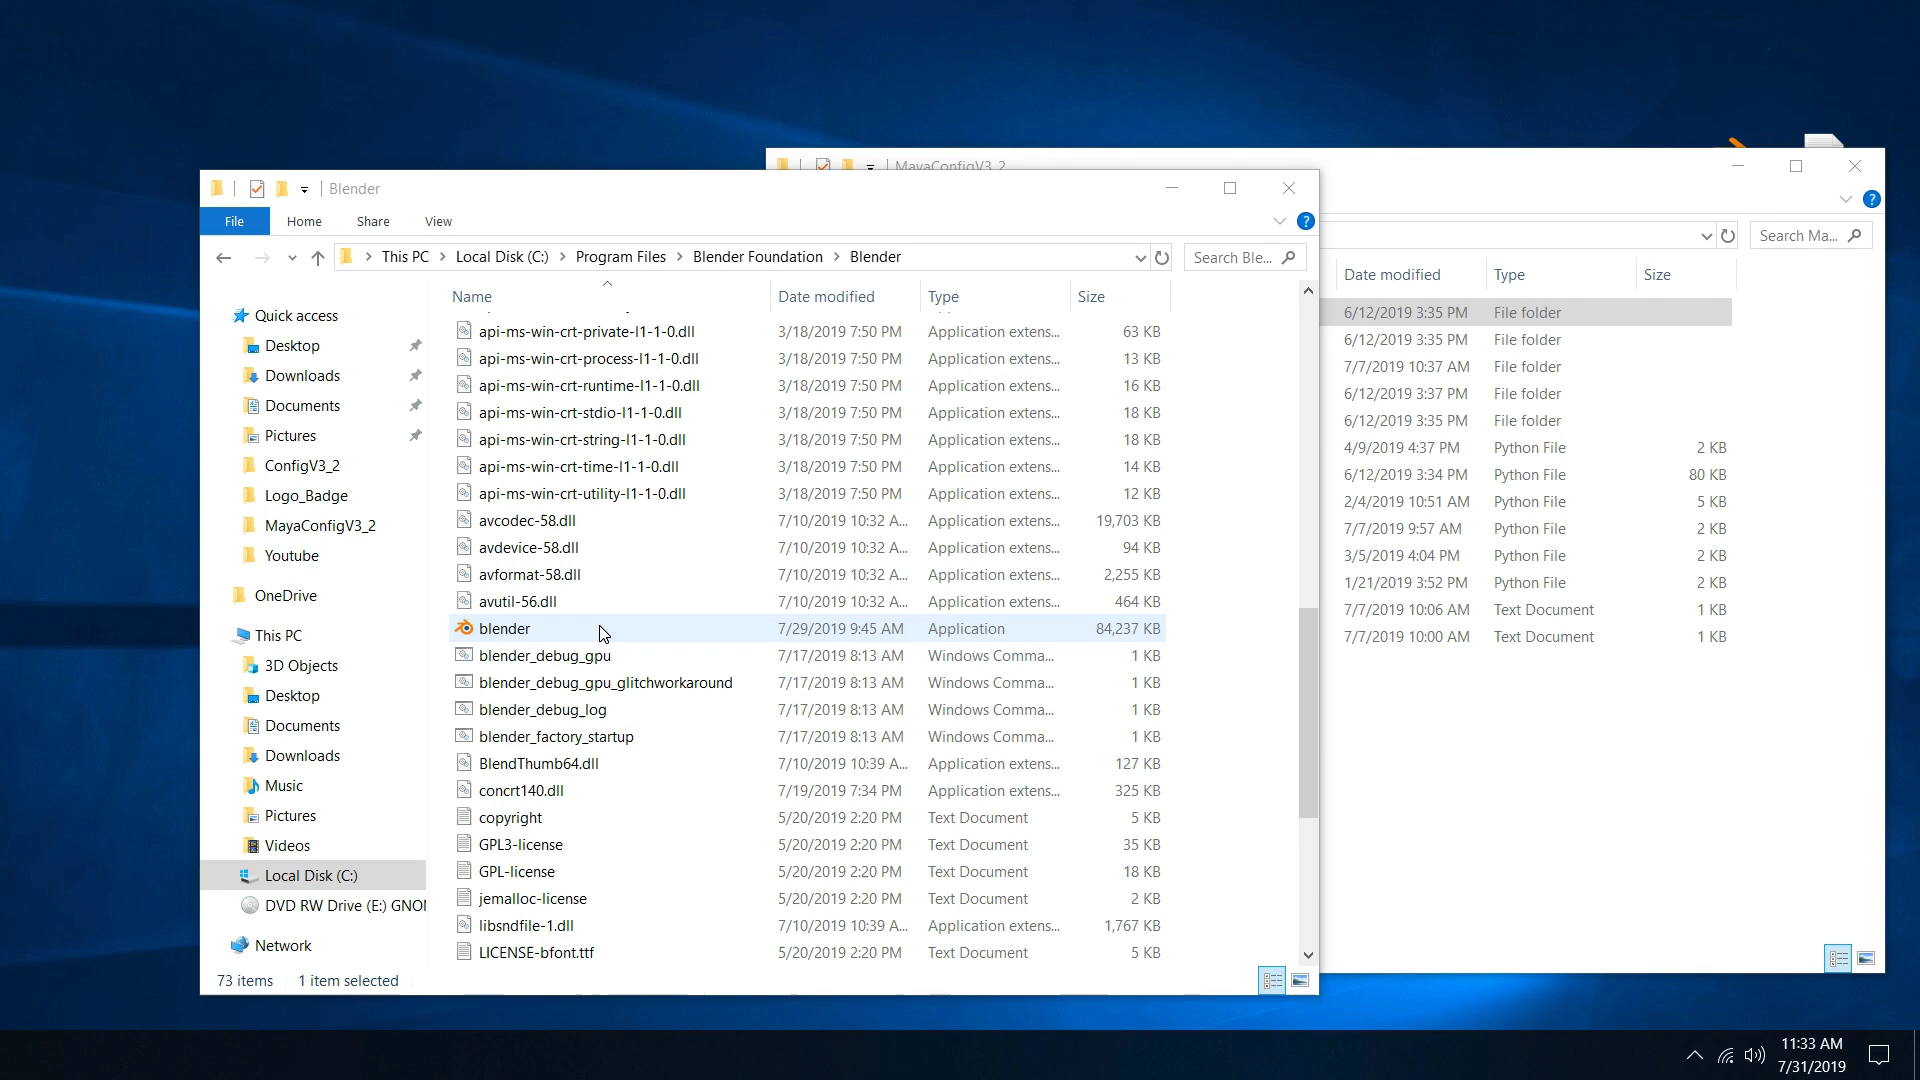 MayaConfigV3_2
Blender
File Home Share View
This PC Local Disk (C:) Program Files Blender Foundation Blender
Search Ble...
Search Ma...
Name Date modified Type Size
Date modified Type Size
Quick access
Desktop
Downloads
Documents
Pictures
ConfigV3_2
Logo_Badge
MayaConfigV3_2
Youtube
OneDrive
This PC
3D Objects
Desktop
Documents
Downloads
Music
Pictures
Videos
Local Disk (C:)
DVD RW Drive (E:) GNO
Network
api-ms-win-crt-private-l1-1-0.dll 3/18/2019 7:50 PM Application extens... 63 KB
api-ms-win-crt-process-l1-1-0.dll 3/18/2019 7:50 PM Application extens... 13 KB
api-ms-win-crt-runtime-l1-1-0.dll 3/18/2019 7:50 PM Application extens... 16 KB
api-ms-win-crt-stdio-l1-1-0.dll 3/18/2019 7:50 PM Application extens... 18 KB
api-ms-win-crt-string-l1-1-0.dll 3/18/2019 7:50 PM Application extens... 18 KB
api-ms-win-crt-time-l1-1-0.dll 3/18/2019 7:50 PM Application extens... 14 KB
api-ms-win-crt-utility-l1-1-0.dll 3/18/2019 7:50 PM Application extens... 12 KB
avcodec-58.dll 7/10/2019 10:32 A... Application extens... 19,703 KB
avdevice-58.dll 7/10/2019 10:32 A... Application extens... 94 KB
avformat-58.dll 7/10/2019 10:32 A... Application extens... 2,255 KB
avutil-56.dll 7/10/2019 10:32 A... Application extens... 464 KB
blender 7/29/2019 9:45 AM Application 84,237 KB
blender_debug_gpu 7/17/2019 8:13 AM Windows Comma... 1 KB
blender_debug_gpu_glitchworkaround 7/17/2019 8:13 AM Windows Comma... 1 KB
blender_debug_log 7/17/2019 8:13 AM Windows Comma... 1 KB
blender_factory_startup 7/17/2019 8:13 AM Windows Comma... 1 KB
BlendThumb64.dll 7/10/2019 10:39 A... Application extens... 127 KB
concrt140.dll 7/19/2019 7:34 PM Application extens... 325 KB
copyright 5/20/2019 2:20 PM Text Document 5 KB
GPL3-license 5/20/2019 2:20 PM Text Document 35 KB
GPL-license 5/20/2019 2:20 PM Text Document 18 KB
jemalloc-license 5/20/2019 2:20 PM Text Document 2 KB
libsndfile-1.dll 7/10/2019 10:39 A... Application extens... 1,767 KB
LICENSE-bfont.ttf 5/20/2019 2:20 PM Text Document 5 KB
6/12/2019 3:35 PM File folder
6/12/2019 3:35 PM File folder
7/7/2019 10:37 AM File folder
6/12/2019 3:37 PM File folder
6/12/2019 3:35 PM File folder
4/9/2019 4:37 PM Python File 2 KB
6/12/2019 3:34 PM Python File 80 KB
2/4/2019 10:51 AM Python File 5 KB
7/7/2019 9:57 AM Python File 2 KB
3/5/2019 4:04 PM Python File 2 KB
1/21/2019 3:52 PM Python File 2 KB
7/7/2019 10:06 AM Text Document 1 KB
7/7/2019 10:00 AM Text Document 1 KB
73 items 1 item selected
11:33 AM
7/31/2019